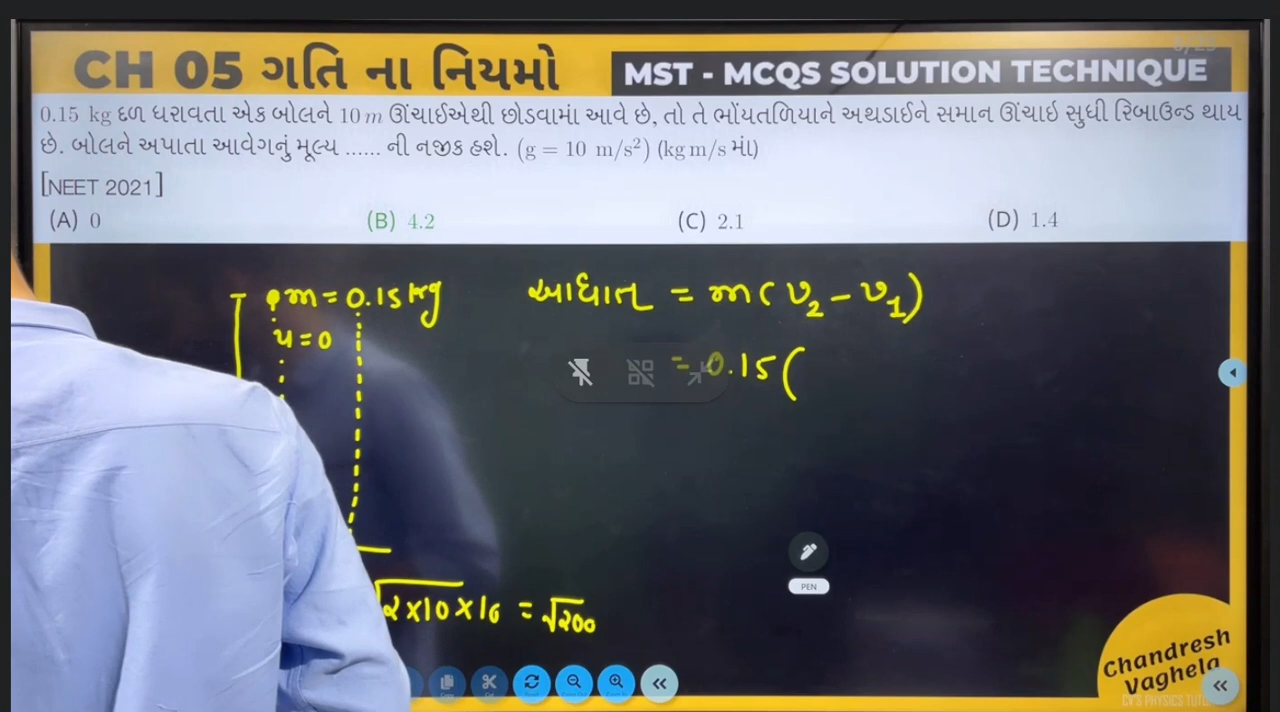 CH 05 ગતિ ના નિયમો
MST - MCQS SOLUTION TECHNIQUE
0.15 kg દળ ધરાવતા એક બોલને 10 m ઊંચાઈએથી છોડવામાં આવે છે, તો તે ભોંયતળિયાને અથડાઈને સમાન ઊંચાઇ સુધી રિબાઉન્ડ થાય
છે. બોલને અપાતા આવેગનું મૂલ્ય ...... ની નજીક હશે. (g = 10 m/s²) (kg m/s માં)
[NEET 2021]
(A) 0 (B) 4.2 (C) 2.1 (D) 1.4
m = 0.15 kg
u = 0
આઘાત = m(v₂ - v₁)
= 0.15 (
√2×10×10 = √200
PEN
Chandresh
Vaghela